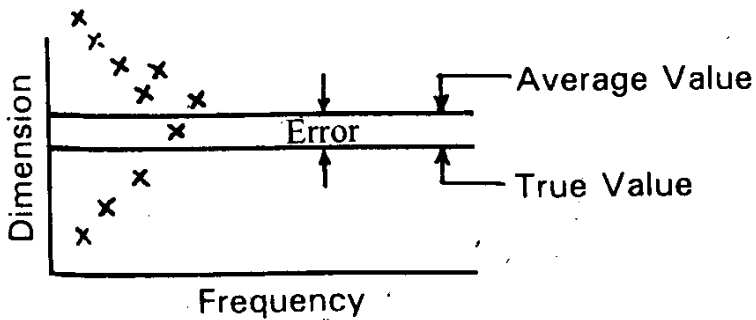 Average Value
Error
True Value
Dimension
Frequency